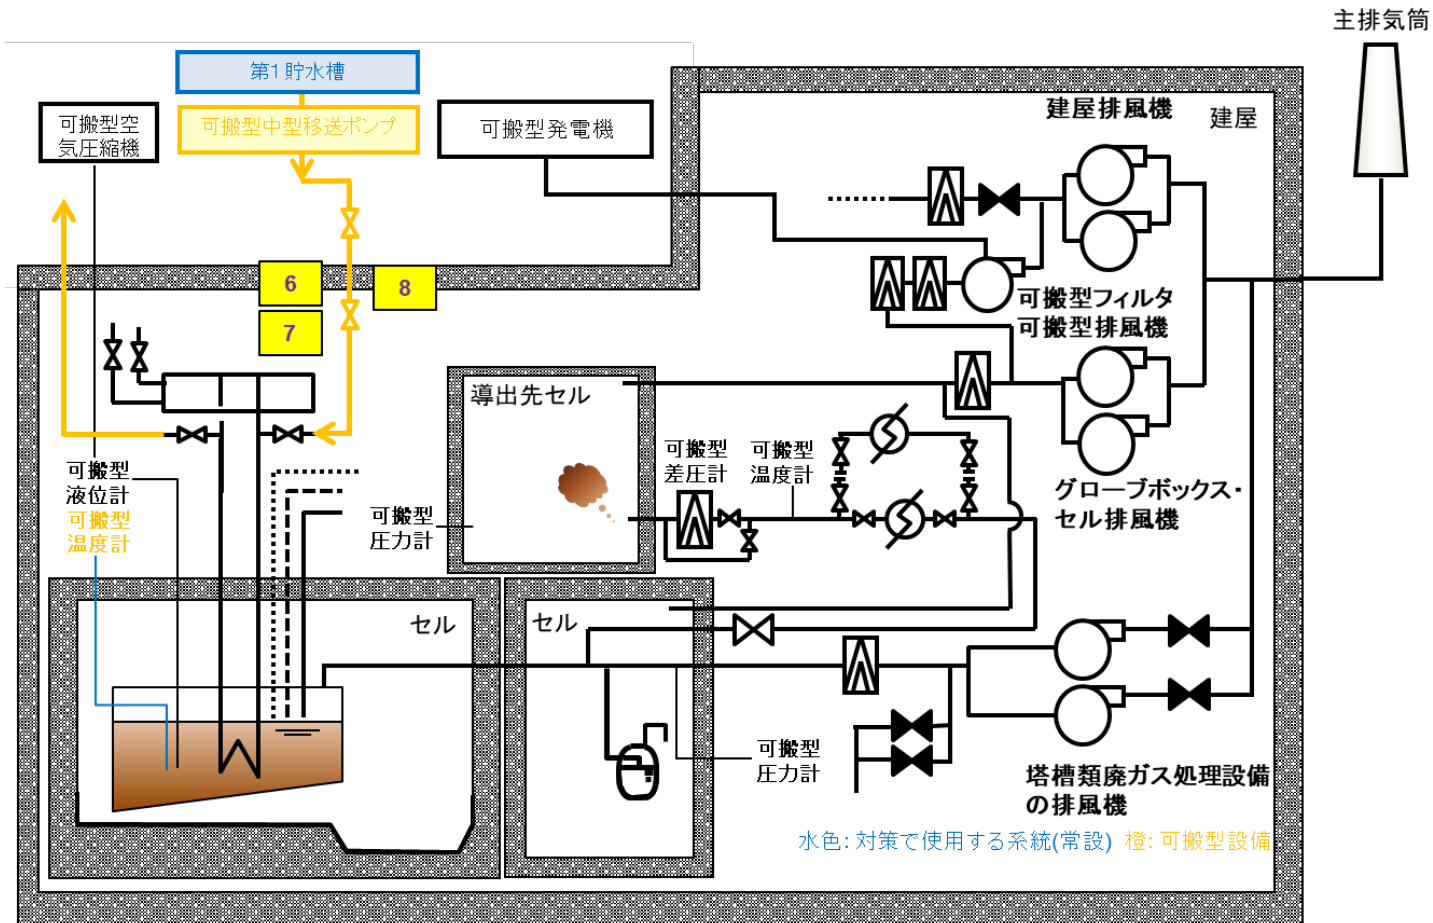 主排気筒
第1貯水槽
可搬型空
気圧縮機
可搬型中型移送ポンプ
可搬型発電機
建屋排風機
建屋
6
8
7
可搬型フィルタ
可搬型排風機
導出先セル
可搬型
差圧計
可搬型
温度計
可搬型
液位計
可搬型
温度計
可搬型
圧力計
グローブボックス・
セル排風機
セル
セル
可搬型
圧力計
塔槽類廃ガス処理設備
の排風機
水色:対策で使用する系統(常設) 橙:可搬型設備